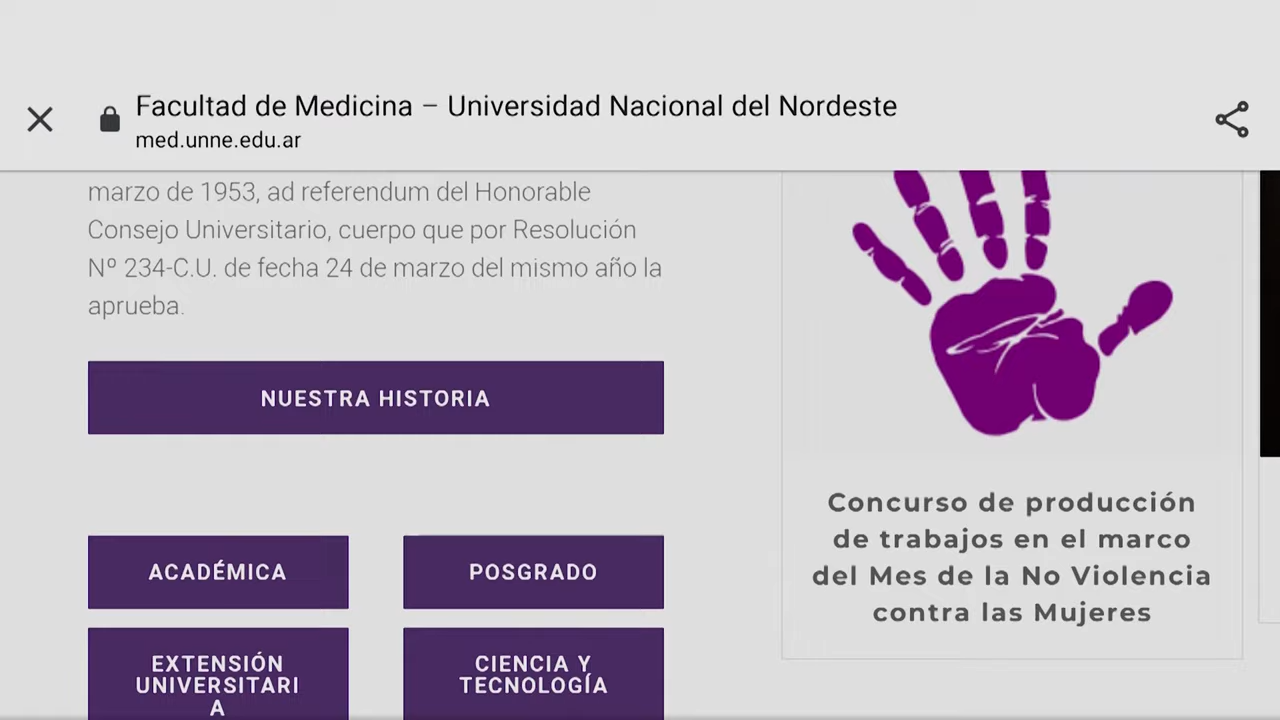 Facultad de Medicina – Universidad Nacional del Nordeste
med.unne.edu.ar
marzo de 1953, ad referendum del Honorable
Consejo Universitario, cuerpo que por Resolución
Nº 234-C.U. de fecha 24 de marzo del mismo año la
aprueba.
NUESTRA HISTORIA
ACADÉMICA
POSGRADO
EXTENSIÓN
UNIVERSITARI
A
CIENCIA Y
TECNOLOGÍA
Concurso de producción
de trabajos en el marco
del Mes de la No Violencia
contra las Mujeres